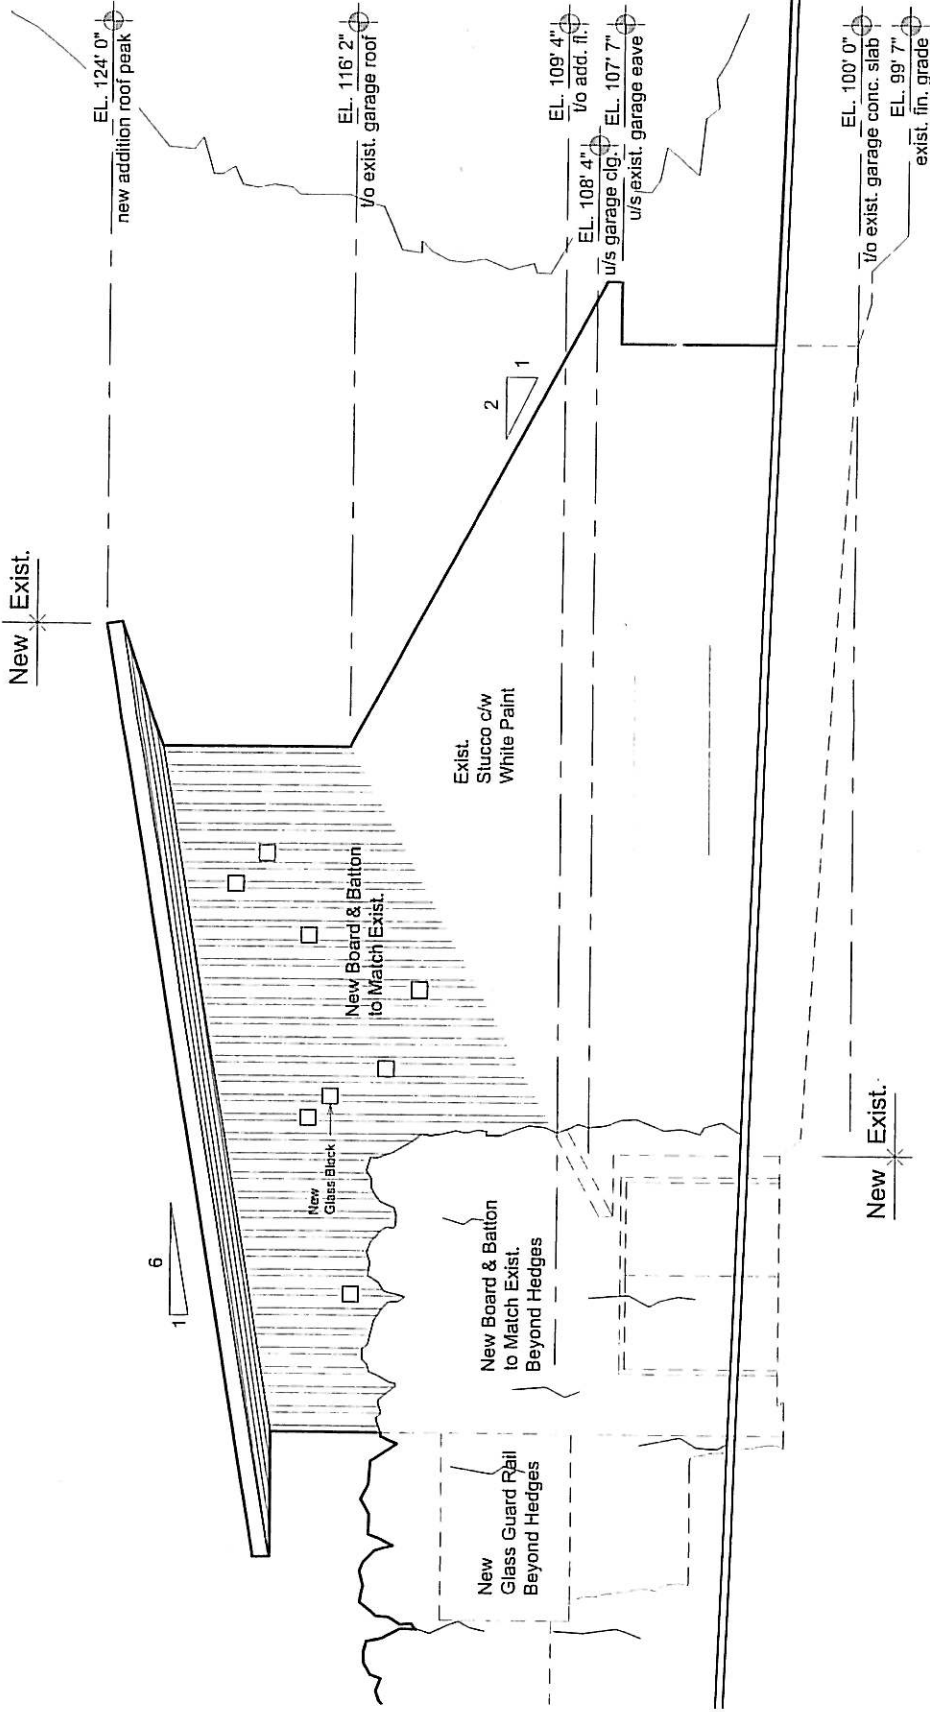 New | Exist.
EL. 124' 0"
new addition roof peak
EL. 116' 2"
t/o exist. garage roof
EL. 109' 4"
t/o add. fl.
EL. 108' 4"
u/s garage clg.
EL. 107' 7"
u/s exist. garage eave
EL. 100' 0"
t/o exist. garage conc. slab
EL. 99' 7"
exist. fin. grade
6
1
2
1
New Board & Batton
to Match Exist.
New
Glass Block
Exist.
Stucco c/w
White Paint
New Board & Batton
to Match Exist.
Beyond Hedges
New
Glass Guard Rail
Beyond Hedges
New | Exist.